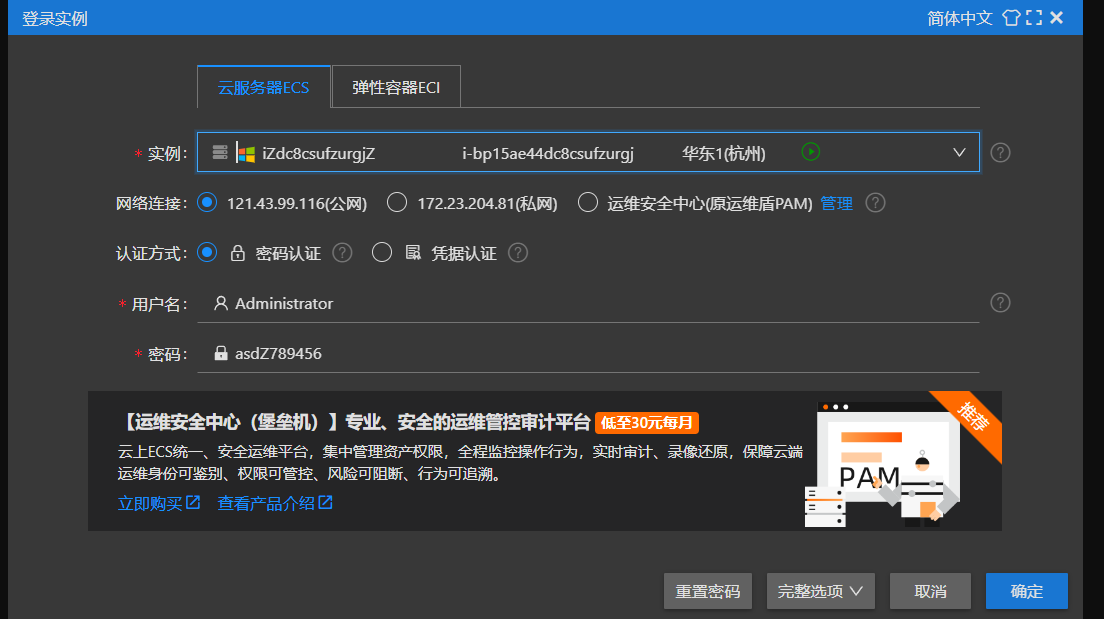 登录实例 简体中文
云服务器ECS 弹性容器ECI
* 实例: iZdc8csufzurgjZ i-bp15ae44dc8csufzurgj 华东1(杭州)
网络连接: 121.43.99.116(公网) 172.23.204.81(私网) 运维安全中心(原运维盾PAM) 管理
认证方式: 密码认证 凭据认证
* 用户名: Administrator
* 密码: asdZ789456
【运维安全中心（堡垒机）】专业、安全的运维管控审计平台 低至30元每月
推荐
云上ECS统一、安全运维平台，集中管理资产权限，全程监控操作行为，实时审计、录像还原，保障云端
运维身份可鉴别、权限可管控、风险可阻断、行为可追溯。
PAM
立即购买 查看产品介绍
重置密码 完整选项 取消 确定